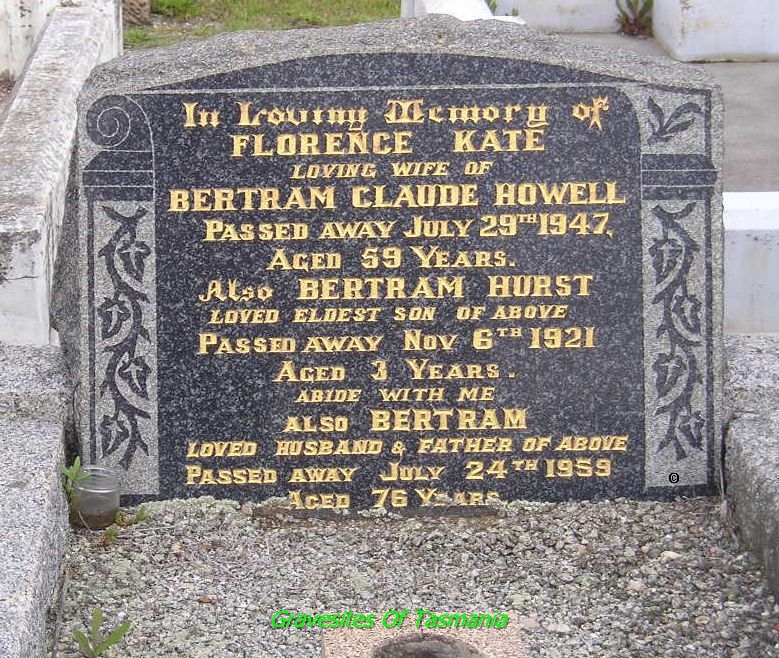 In Loving Memory of
FLORENCE KATE
LOVING WIFE OF
BERTRAM CLAUDE HOWELL
PASSED AWAY JULY 29TH 1947,
AGED 59 YEARS.
Also BERTRAM HURST
LOVED ELDEST SON OF ABOVE
PASSED AWAY NOV 6TH 1921
AGED 3 YEARS.
ABIDE WITH ME
ALSO BERTRAM
LOVED HUSBAND & FATHER OF ABOVE
PASSED AWAY JULY 24TH 1959
AGED 76 YEARS
©
Gravesites Of Tasmania